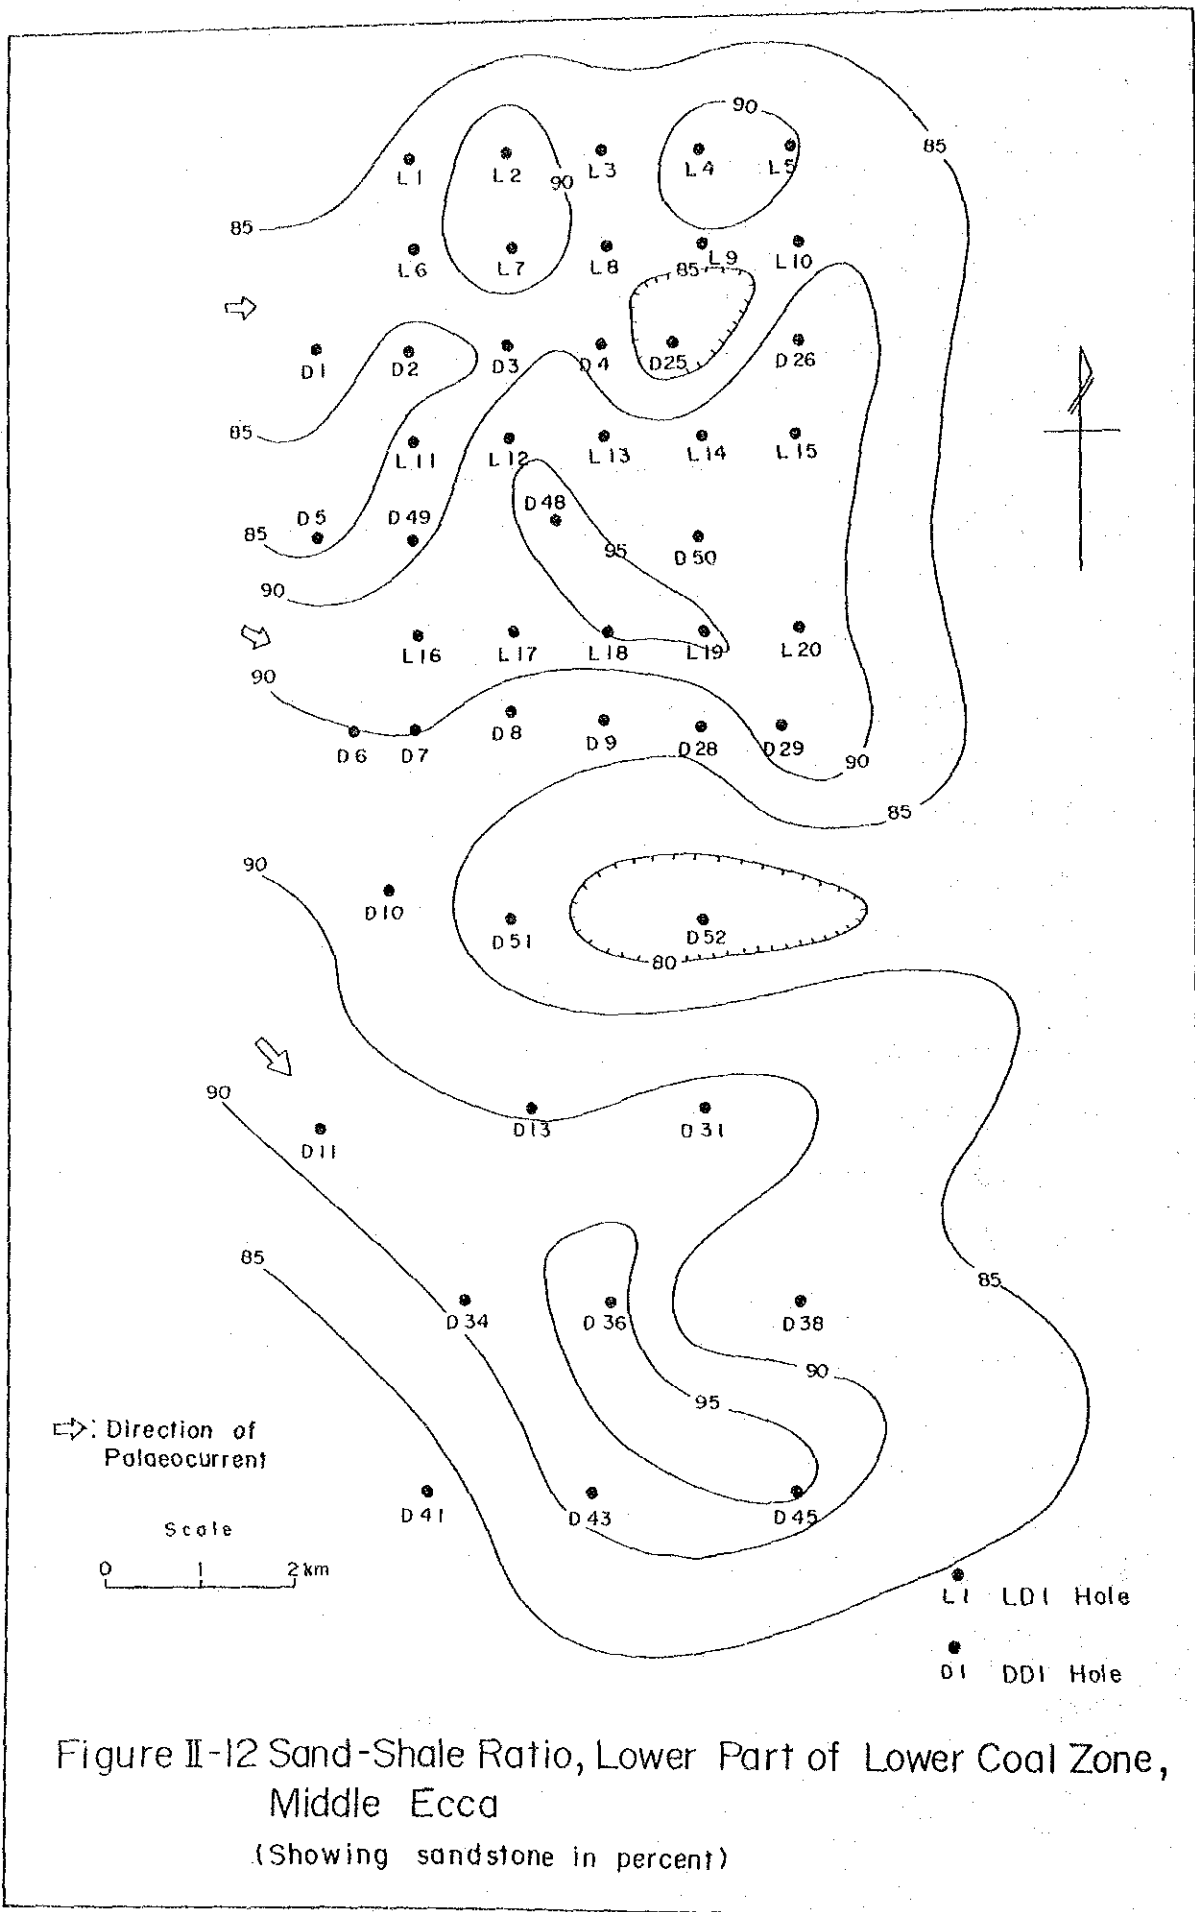 90
85
L1
L2
90
L3
L4
L5
85
L6
L7
L8
85
L9
L10
D1
D2
D3
D4
D25
D26
85
L11
L12
L13
L14
L15
D5
D49
D48
85
95
D50
90
L16
L17
L18
L19
L20
90
D6
D7
D8
D9
D28
D29
90
85
90
D10
D51
D52
80
90
D11
D13
D31
85
85
D34
D36
D38
90
95
⇨: Direction of
Palaeocurrent
D41
D43
D45
Scale
0 1 2 km
L1 LD1 Hole
D1 DD1 Hole
Figure II-12 Sand-Shale Ratio, Lower Part of Lower Coal Zone,
Middle Ecca
(Showing sandstone in percent)